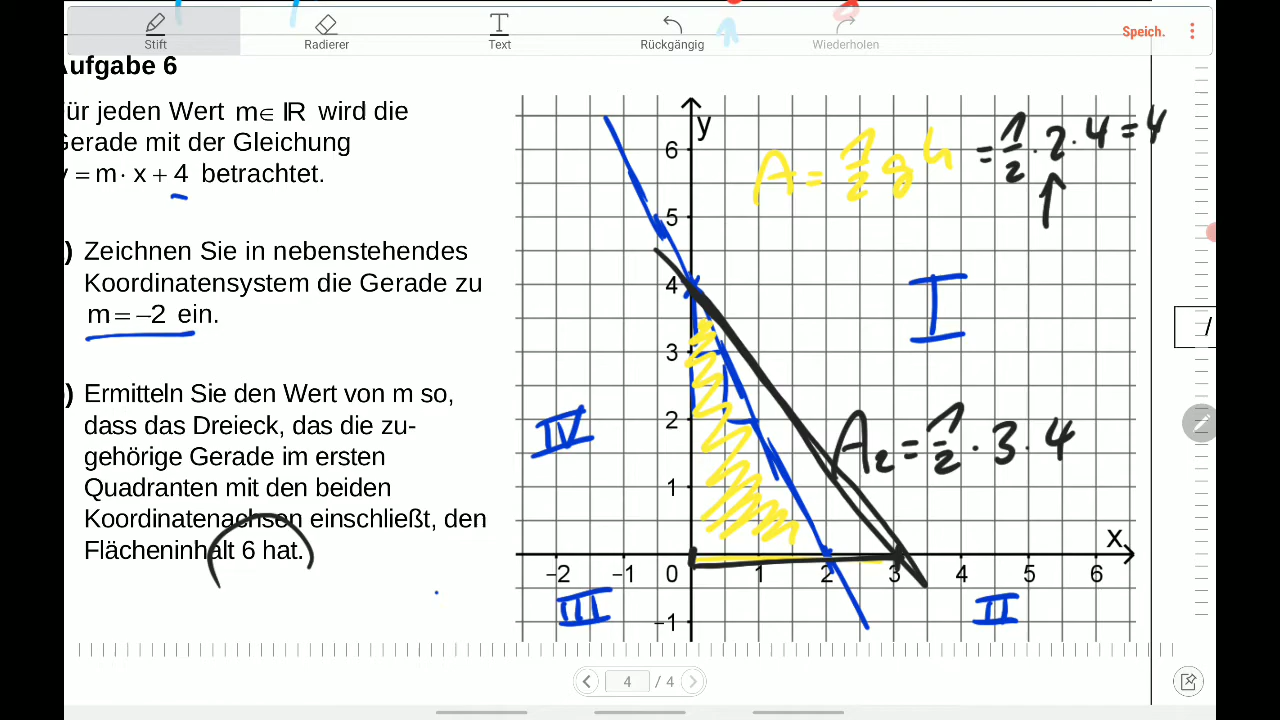 Stift
Radierer
Text
Rückgängig
Wiederholen
Speich.
Aufgabe 6
Für jeden Wert m∈ ℝ wird die
Gerade mit der Gleichung
y = m· x + 4 betrachtet.
) Zeichnen Sie in nebenstehendes
Koordinatensystem die Gerade zu
m = –2 ein.
) Ermitteln Sie den Wert von m so,
dass das Dreieck, das die zu-
gehörige Gerade im ersten
Quadranten mit den beiden
Koordinatenachsen einschließt, den
Flächeninhalt 6 hat.
y
A = 1/2 g h = 1/2 · 2 · 4 = 4
I
IV
A2 = 1/2 · 3 · 4
III
II
x
6
5
4
3
2
1
–1
–2 –1 0 1 2 3 4 5 6
/
4 / 4